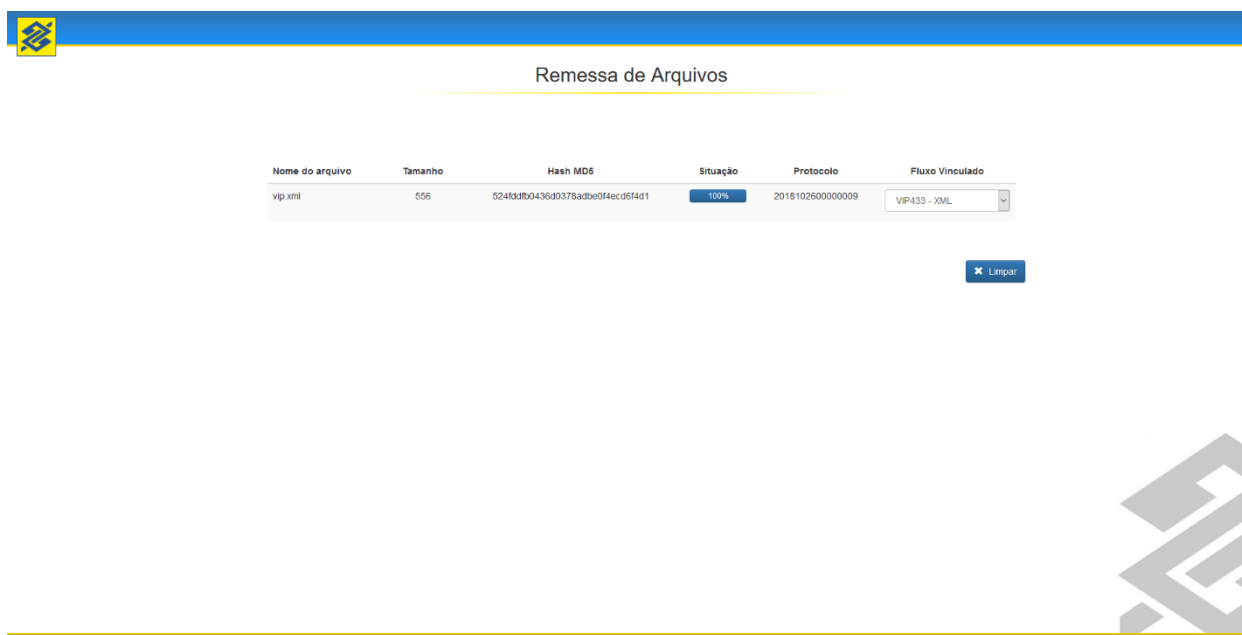 Remessa de Arquivos
Nome do arquivo Tamanho Hash MD5 Situação Protocolo Fluxo Vinculado
vip.xml 556 524fddfb0436d0378adbe0f4ecd6f4d1 100% 2018102600000009 VIP433 - XML
Limpar